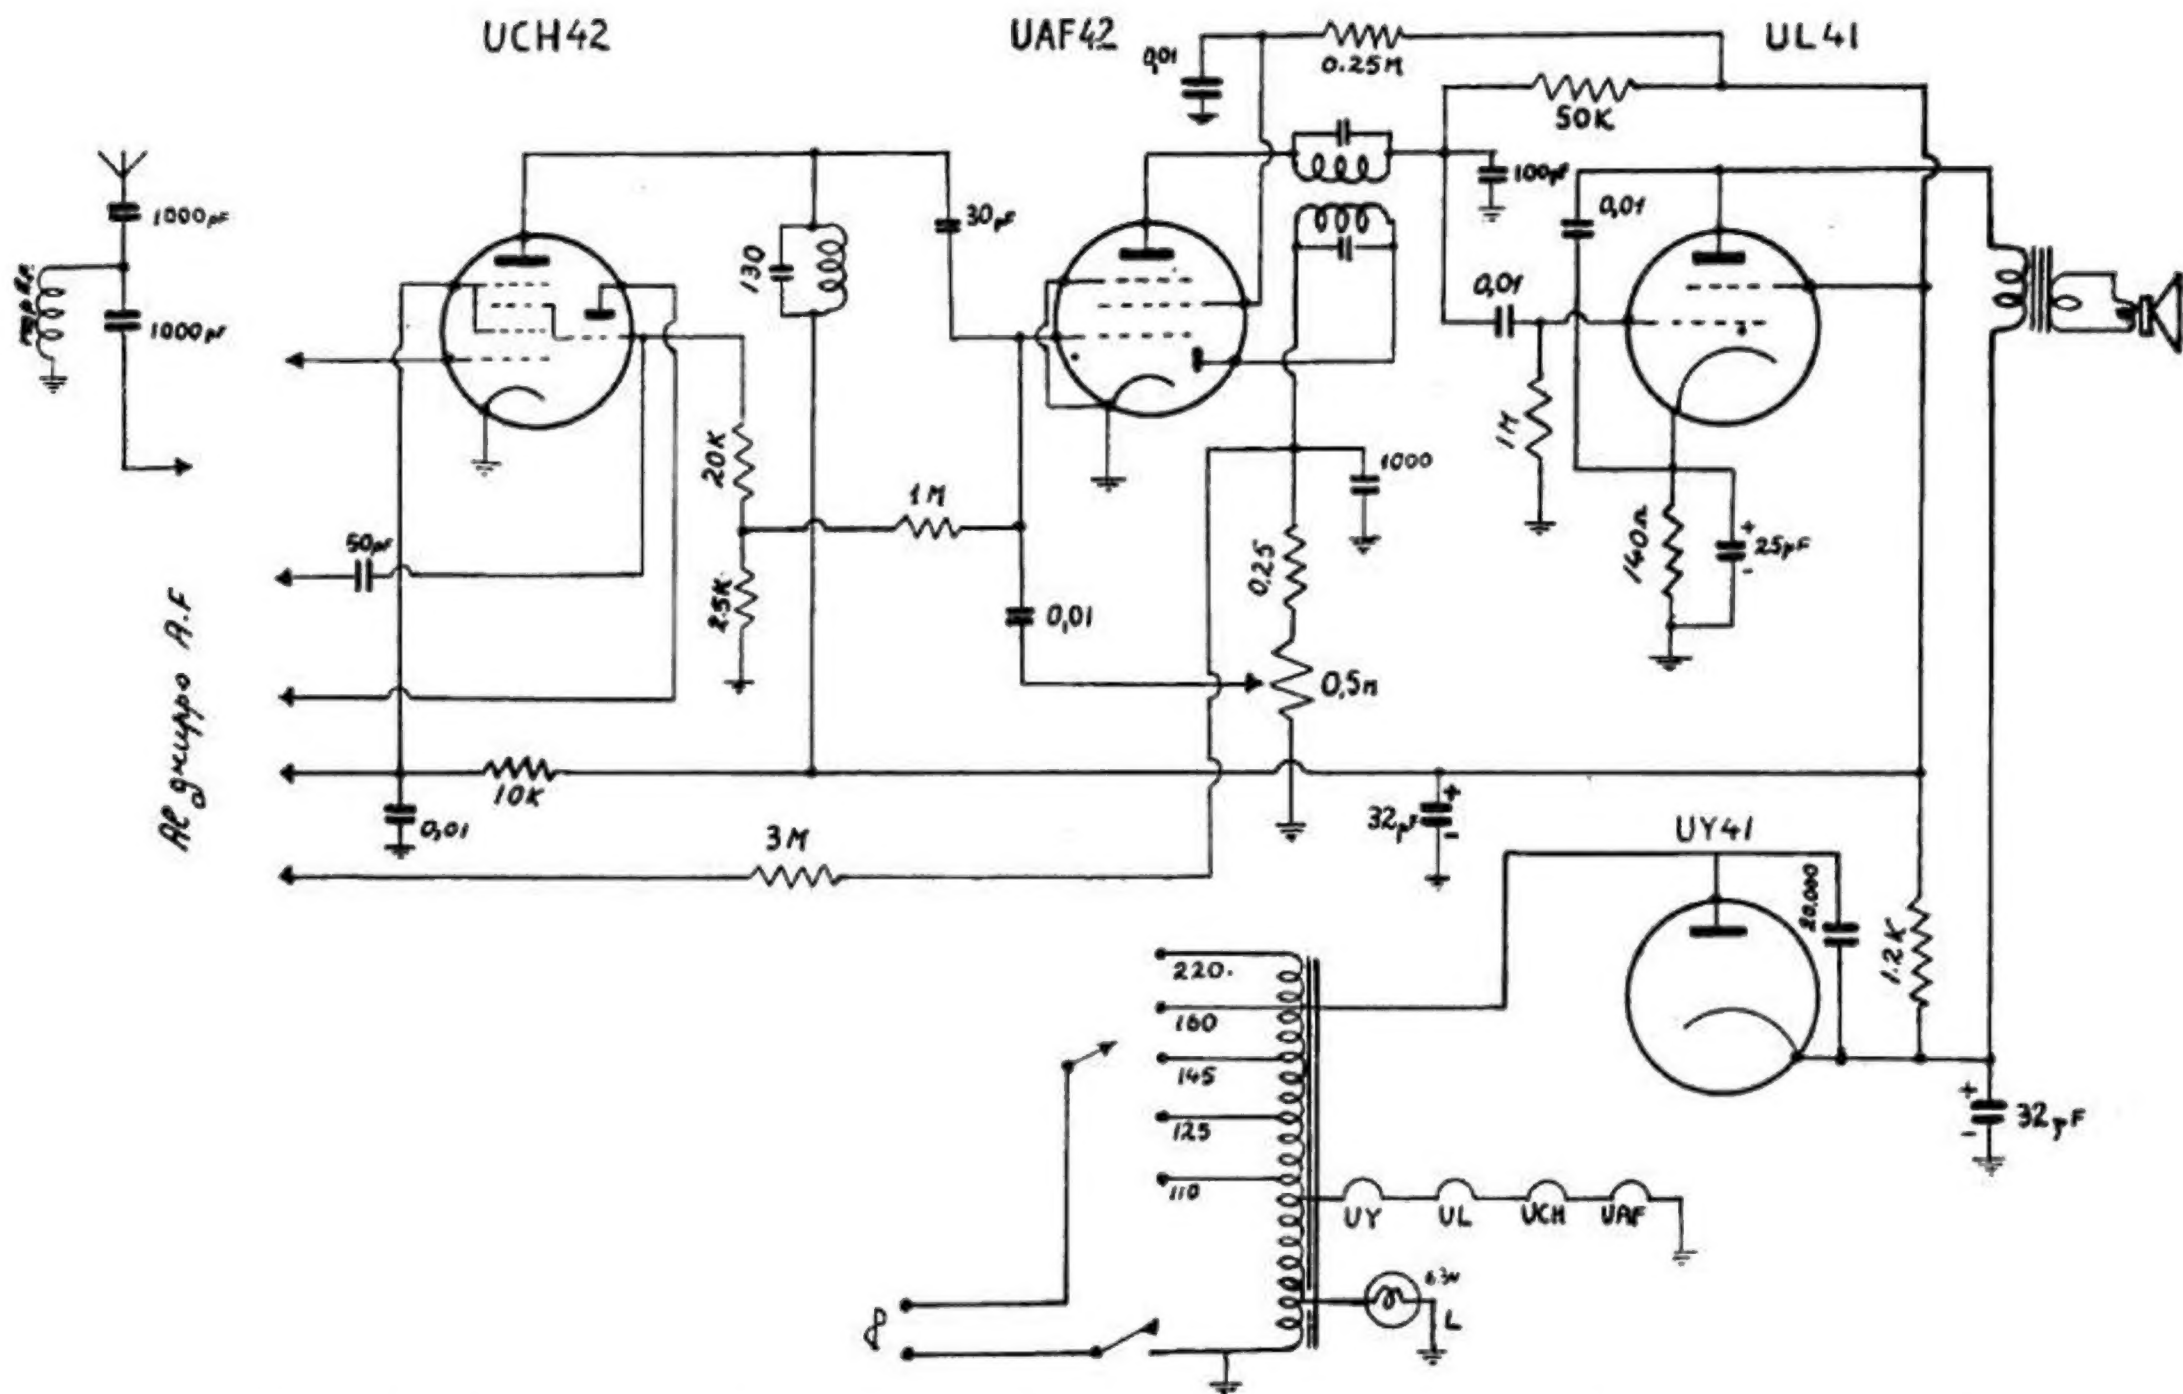 UCH42
UAF42
UL41
0,01
0.25M
50K
1000pF
1000pF
130
30pF
100pF
0,01
0,01
1M
20K
1M
1000
50pF
2.5K
0,01
0,25
140Ω
+
25µF
-
0,5M
Al gruppo A.F
10K
0,01
3M
32µF
+
-
UY41
20.000
1.2K
220.
160
145
125
110
+
32µF
-
UY
UL
UCH
UAF
6.3V
L